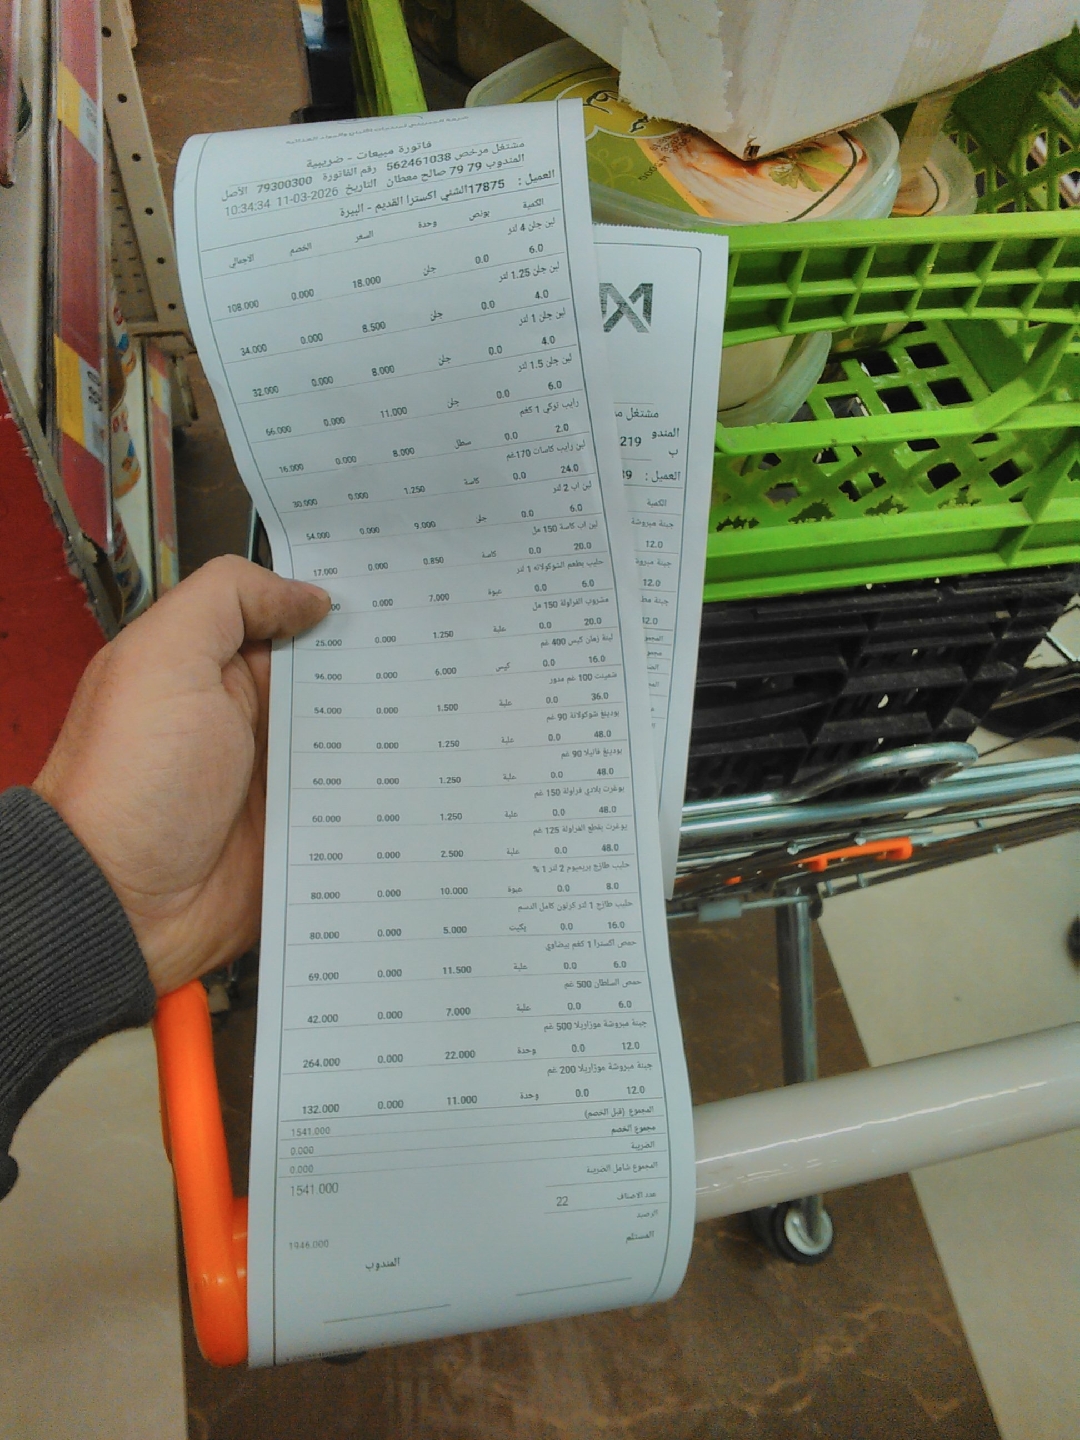 فاتورة مبيعات - ضريبية
مشتغل مرخص 562461038 رقم الفاتورة 79300300 الأصل
المندوب 79 79 صالح معطان التاريخ 2026-03-11 10:34:34
العميل : 17875الشني اكسترا القديم - البيرة
الكمية بونص وحدة السعر الخصم الاجمالي
لبن جلن 4 لتر
6.0 0.0 جلن 18.000 0.000 108.000
لبن جلن 1.25 لتر
4.0 0.0 جلن 8.500 0.000 34.000
لبن جلن 1 لتر
4.0 0.0 جلن 8.000 0.000 32.000
لبن جلن 1.5 لتر
6.0 0.0 جلن 11.000 0.000 66.000
رايب توكي 1 كغم
2.0 0.0 سطل 8.000 0.000 16.000
لبن رايب كاسات 170غم
24.0 0.0 كاسة 1.250 0.000 30.000
لبن اب 2 لتر
6.0 0.0 جلن 9.000 0.000 54.000
لبن اب كاسة 150 مل
20.0 0.0 كاسة 0.850 0.000 17.000
حليب بطعم الشوكولاته 1 لتر
6.0 0.0 عبوة 7.000 0.000
مشروب الفراولة 150 مل
20.0 0.0 علبة 1.250 0.000 25.000
لبنة زهان كيس 400 غم
16.0 0.0 كيس 6.000 0.000 96.000
شمينت 100 غم مدور
36.0 0.0 علبة 1.500 0.000 54.000
بودينغ شوكولاتة 90 غم
48.0 0.0 علبة 1.250 0.000 60.000
بودينغ فانيلا 90 غم
48.0 0.0 علبة 1.250 0.000 60.000
يوغرت بلادي فراولة 150 غم
48.0 0.0 علبة 1.250 0.000 60.000
يوغرت بقطع الفراولة 125 غم
48.0 0.0 علبة 2.500 0.000 120.000
حليب طازج بريميوم 2 لتر 1 %
8.0 0.0 عبوة 10.000 0.000 80.000
حليب طازج 1 لتر كرتون كامل الدسم
16.0 0.0 بكيت 5.000 0.000 80.000
حمص اكسترا 1 كغم بيضاوي
6.0 0.0 علبة 11.500 0.000 69.000
حمص السلطان 500 غم
6.0 0.0 علبة 7.000 0.000 42.000
جبنة مبروشة موزاريلا 500 غم
12.0 0.0 وحدة 22.000 0.000 264.000
جبنة مبروشة موزاريلا 200 غم
12.0 0.0 وحدة 11.000 0.000 132.000
المجموع (قبل الخصم) 1541.000
مجموع الخصم 0.000
الضريبة 0.000
المجموع شامل الضريبة 1541.000
عدد الاصناف 22
الرصيد 1946.000
المستلم
المندوب
مشتغل
المندو
ب 219
العميل :
الكمية
جبنة مبروشة
12.0
12.0